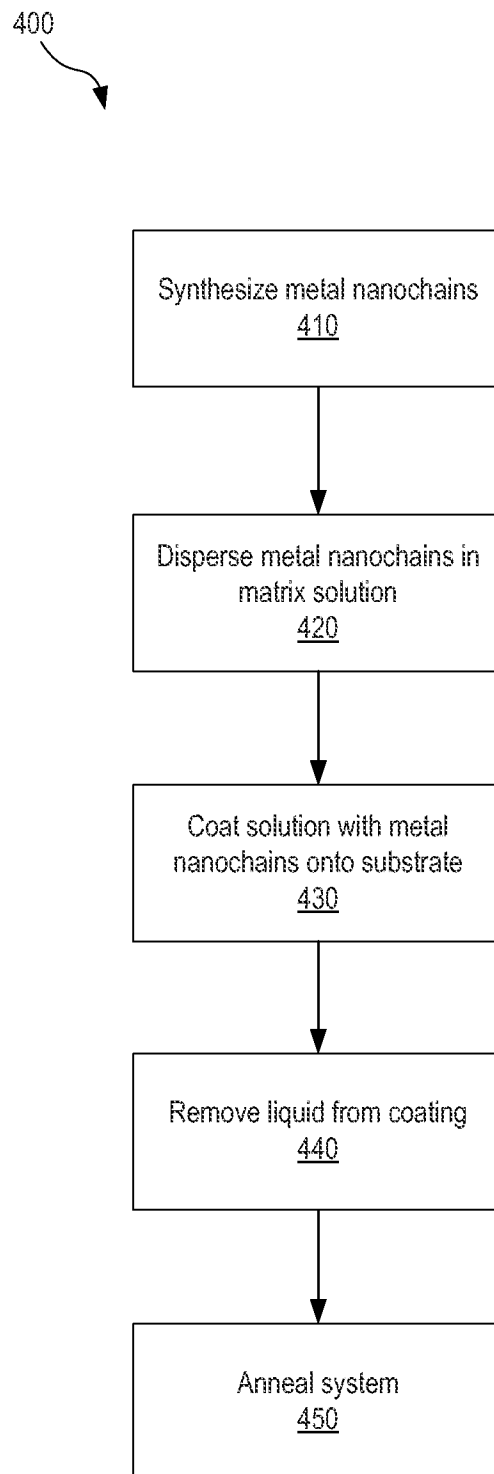 400
Synthesize metal nanochains
410
Disperse metal nanochains in
matrix solution
420
Coat solution with metal
nanochains onto substrate
430
Remove liquid from coating
440
Anneal system
450